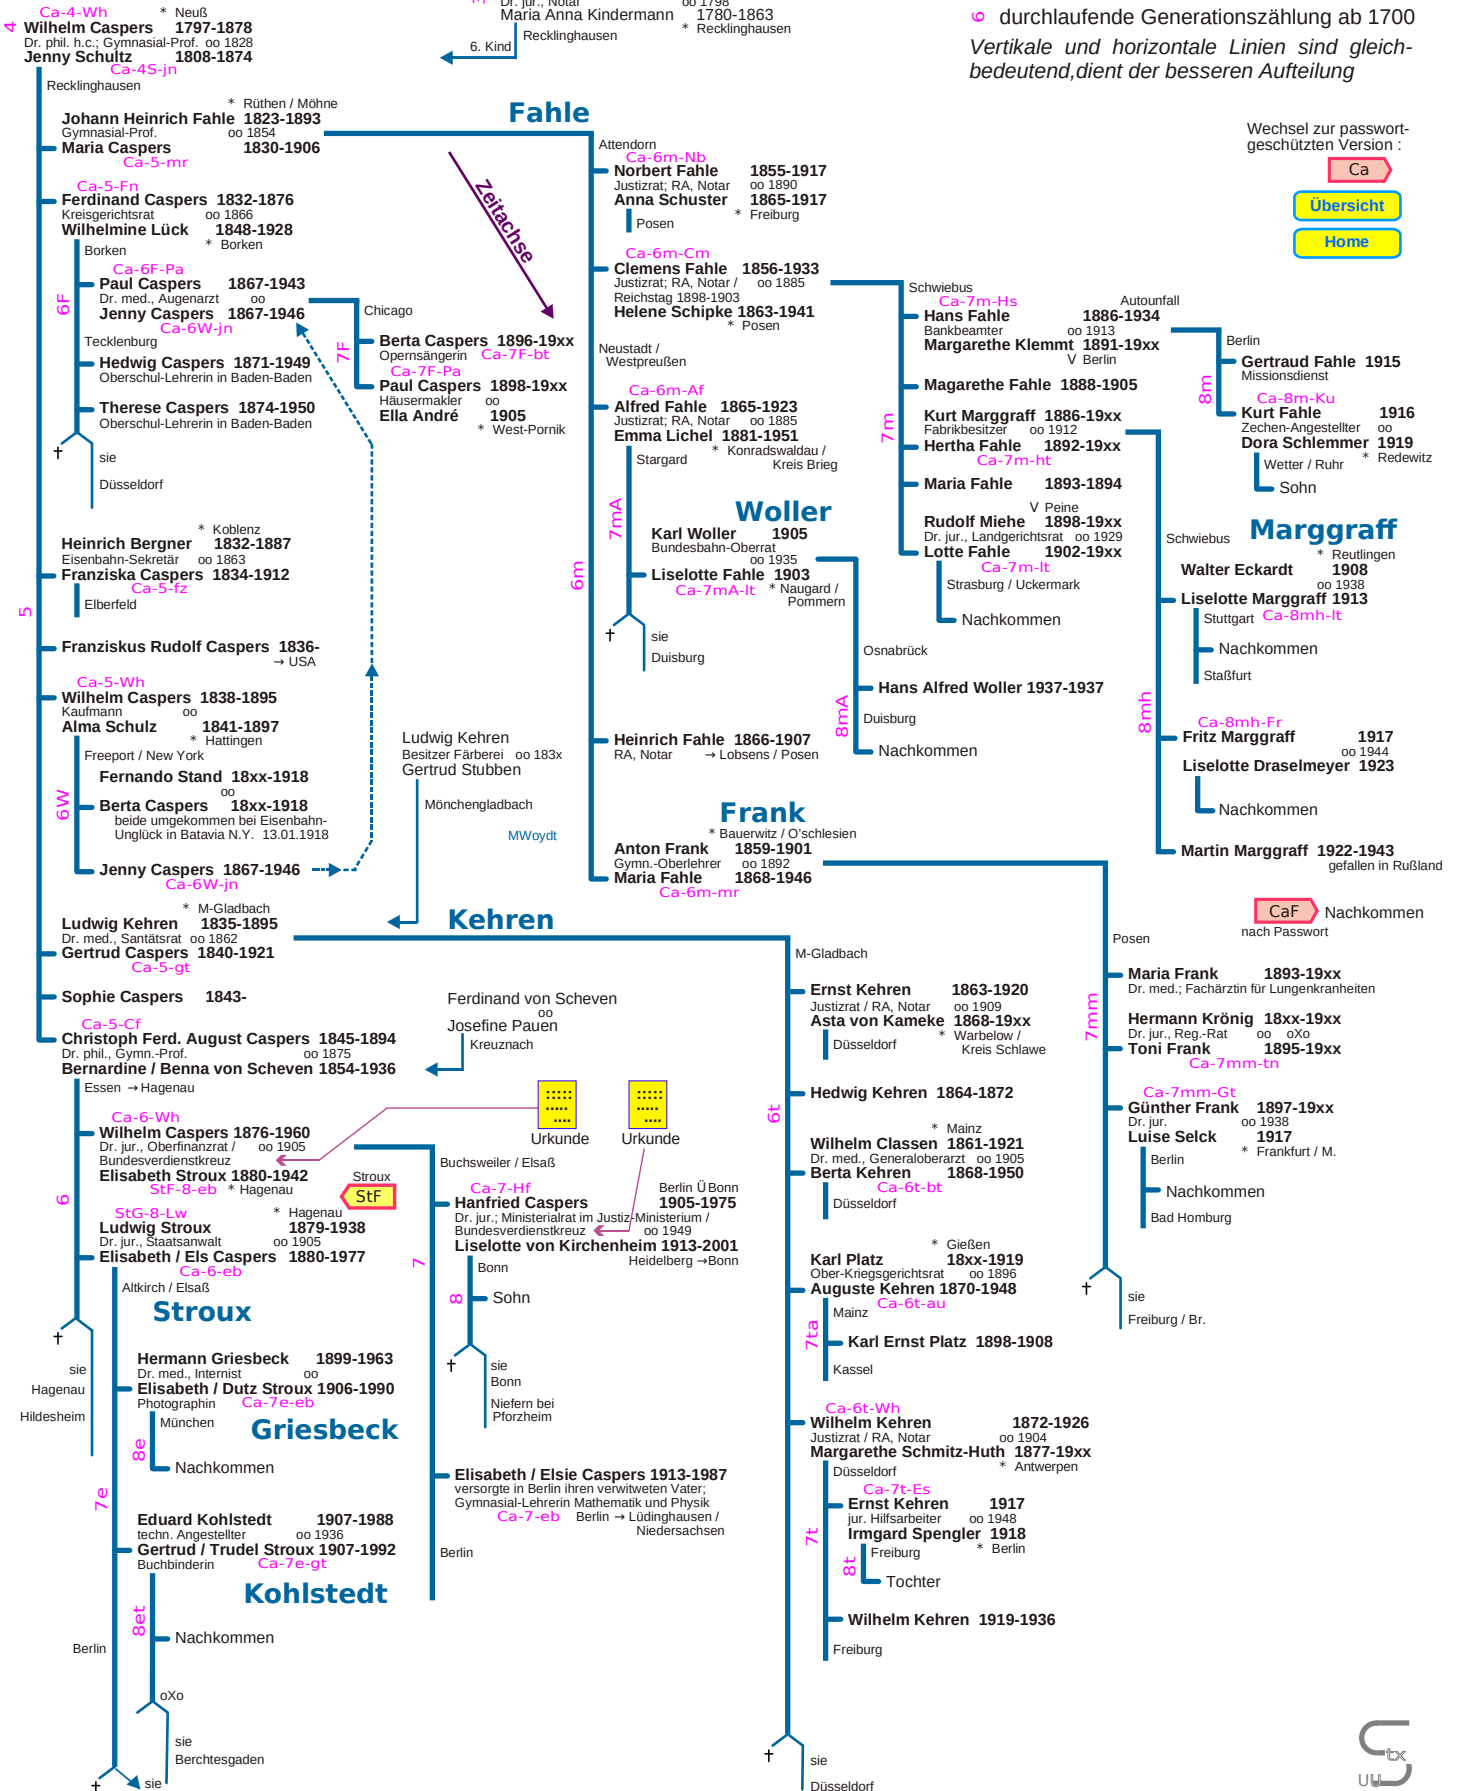 Ca-4-Wh * Neuß
4 Wilhelm Caspers 1797-1878
Dr. phil. h.c.; Gymnasial-Prof. oo 1828
Jenny Schultz 1808-1874
Ca-4S-jn
Recklinghausen
Dr. jur., Notar oo 1798
Maria Anna Kindermann 1780-1863
Recklinghausen * Recklinghausen
6. Kind
6 durchlaufende Generationszählung ab 1700
Vertikale und horizontale Linien sind gleich-
bedeutend,dient der besseren Aufteilung
Wechsel zur passwort-
geschützten Version :
Ca
Übersicht
Home
* Rüthen / Möhne
Johann Heinrich Fahle 1823-1893
Gymnasial-Prof. oo 1854
Maria Caspers 1830-1906
Ca-5-mr
Ca-5-Fn
Ferdinand Caspers 1832-1876
Kreisgerichtsrat oo 1866
Wilhelmine Lück 1848-1928
* Borken
Borken
Ca-6F-Pa
Paul Caspers 1867-1943
Dr. med., Augenarzt oo
Jenny Caspers 1867-1946
Ca-6W-jn
6F
Tecklenburg
Hedwig Caspers 1871-1949
Oberschul-Lehrerin in Baden-Baden
Therese Caspers 1874-1950
Oberschul-Lehrerin in Baden-Baden
†
sie
Düsseldorf
Chicago
7F
Berta Caspers 1896-19xx
Opernsängerin Ca-7F-bt
Ca-7F-Pa
Paul Caspers 1898-19xx
Häusermakler oo
Ella André 1905
* West-Pornik
Zeitachse
* Koblenz
Heinrich Bergner 1832-1887
Eisenbahn-Sekretär oo 1863
Franziska Caspers 1834-1912
Ca-5-fz
Elberfeld
5
Franziskus Rudolf Caspers 1836-
→ USA
Ca-5-Wh
Wilhelm Caspers 1838-1895
Kaufmann oo
Alma Schulz 1841-1897
* Hattingen
Freeport / New York
Fernando Stand 18xx-1918
oo
6W
Berta Caspers 18xx-1918
beide umgekommen bei Eisenbahn-
Unglück in Batavia N.Y. 13.01.1918
Jenny Caspers 1867-1946
Ca-6W-jn
* M-Gladbach
Ludwig Kehren 1835-1895
Dr. med., Santätsrat oo 1862
Gertrud Caspers 1840-1921
Ca-5-gt
Sophie Caspers 1843-
Ca-5-Cf
Christoph Ferd. August Caspers 1845-1894
Dr. phil., Gymn.-Prof. oo 1875
Bernardine / Benna von Scheven 1854-1936
Essen → Hagenau
Ludwig Kehren
Besitzer Färberei oo 183x
Gertrud Stubben
Mönchengladbach
MWoydt
Ferdinand von Scheven
oo
Josefine Pauen
Kreuznach
Ca-6-Wh
Wilhelm Caspers 1876-1960
Dr. jur., Oberfinanzrat / oo 1905
Bundesverdienstkreuz
Elisabeth Stroux 1880-1942
StF-8-eb * Hagenau
Stroux
StF
Urkunde
Urkunde
6
StG-8-Lw * Hagenau
Ludwig Stroux 1879-1938
Dr. jur., Staatsanwalt oo 1905
Elisabeth / Els Caspers 1880-1977
Ca-6-eb
Altkirch / Elsaß
Stroux
†
sie
Hagenau
Hildesheim
Hermann Griesbeck 1899-1963
Dr. med., Internist oo
Elisabeth / Dutz Stroux 1906-1990
Photographin Ca-7e-eb
München
Griesbeck
8e
Nachkommen
7e
Eduard Kohlstedt 1907-1988
techn. Angestellter oo 1936
Gertrud / Trudel Stroux 1907-1992
Buchbinderin Ca-7e-gt
Kohlstedt
8et
Nachkommen
Berlin
oXo
sie
Berchtesgaden
† sie
Buchsweiler / Elsaß
Ca-7-Hf Berlin Ü Bonn
Hanfried Caspers 1905-1975
Dr. jur.; Ministerialrat im Justiz-Ministerium /
Bundesverdienstkreuz oo 1949
Liselotte von Kirchenheim 1913-2001
Heidelberg →Bonn
7
Bonn
8
Sohn
†
sie
Bonn
Niefern bei
Pforzheim
Elisabeth / Elsie Caspers 1913-1987
versorgte in Berlin ihren verwitweten Vater;
Gymnasial-Lehrerin Mathematik und Physik
Ca-7-eb Berlin → Lüdinghausen /
Niedersachsen
Berlin
Fahle
Attendorn
Ca-6m-Nb
Norbert Fahle 1855-1917
Justizrat; RA, Notar oo 1890
Anna Schuster 1865-1917
* Freiburg
Posen
Ca-6m-Cm
Clemens Fahle 1856-1933
Justizrat; RA, Notar / oo 1885
Reichstag 1898-1903
Helene Schipke 1863-1941
* Posen
Neustadt /
Westpreußen
Ca-6m-Af
Alfred Fahle 1865-1923
Justizrat; RA, Notar oo 1885
Emma Lichel 1881-1951
* Konradswaldau /
Kreis Brieg
Stargard
7mA
Woller
Karl Woller 1905
Bundesbahn-Oberrat
oo 1935
Liselotte Fahle 1903
Ca-7mA-lt * Naugard /
Pommern
6m
†
sie
Duisburg
Osnabrück
Hans Alfred Woller 1937-1937
8mA
Duisburg
Nachkommen
Heinrich Fahle 1866-1907
RA, Notar → Lobsens / Posen
Frank
* Bauerwitz / O'schlesien
Anton Frank 1859-1901
Gymn.-Oberlehrer oo 1892
Maria Fahle 1868-1946
Ca-6m-mr
Schwiebus
Ca-7m-Hs Autounfall
Hans Fahle 1886-1934
Bankbeamter oo 1913
Margarethe Klemmt 1891-19xx
V Berlin
Magarethe Fahle 1888-1905
7m
Kurt Marggraff 1886-19xx
Fabrikbesitzer oo 1912
Hertha Fahle 1892-19xx
Ca-7m-ht
Maria Fahle 1893-1894
V Peine
Rudolf Miehe 1898-19xx
Dr. jur., Landgerichtsrat oo 1929
Lotte Fahle 1902-19xx
Ca-7m-lt
Strasburg / Uckermark
Nachkommen
Berlin
Gertraud Fahle 1915
Missionsdienst
8m
Ca-8m-Ku
Kurt Fahle 1916
Zechen-Angestellter oo
Dora Schlemmer 1919
* Redewitz
Wetter / Ruhr
Sohn
Marggraff
Schwiebus
* Reutlingen
Walter Eckardt 1908
oo 1938
Liselotte Marggraff 1913
Stuttgart Ca-8mh-lt
Nachkommen
Staßfurt
8mh
Ca-8mh-Fr
Fritz Marggraff 1917
oo 1944
Liselotte Draselmeyer 1923
Nachkommen
Martin Marggraff 1922-1943
gefallen in Rußland
CaF Nachkommen
nach Passwort
Posen
Maria Frank 1893-19xx
Dr. med.; Fachärztin für Lungenkranheiten
7mm
Hermann Krönig 18xx-19xx
Dr. jur., Reg.-Rat oo oXo
Toni Frank 1895-19xx
Ca-7mm-tn
Ca-7mm-Gt
Günther Frank 1897-19xx
Dr. jur. oo 1938
Luise Selck 1917
* Frankfurt / M.
Berlin
Nachkommen
Bad Homburg
†
sie
Freiburg / Br.
Kehren
M-Gladbach
Ernst Kehren 1863-1920
Justizrat / RA, Notar oo 1909
Asta von Kameke 1868-19xx
* Warbelow /
Kreis Schlawe
Düsseldorf
Hedwig Kehren 1864-1872
6t
* Mainz
Wilhelm Classen 1861-1921
Dr. med., Generaloberarzt oo 1905
Berta Kehren 1868-1950
Ca-6t-bt
Düsseldorf
* Gießen
Karl Platz 18xx-1919
Ober-Kriegsgerichtsrat oo 1896
Auguste Kehren 1870-1948
Ca-6t-au
Mainz
7ta
Karl Ernst Platz 1898-1908
Kassel
Ca-6t-Wh
Wilhelm Kehren 1872-1926
Justizrat / RA, Notar oo 1904
Margarethe Schmitz-Huth 1877-19xx
* Antwerpen
Düsseldorf
Ca-7t-Es
Ernst Kehren 1917
jur. Hilfsarbeiter oo 1948
Irmgard Spengler 1918
* Berlin
7t
Freiburg
8t
Tochter
Wilhelm Kehren 1919-1936
Freiburg
†
sie
Düsseldorf
tx
UU